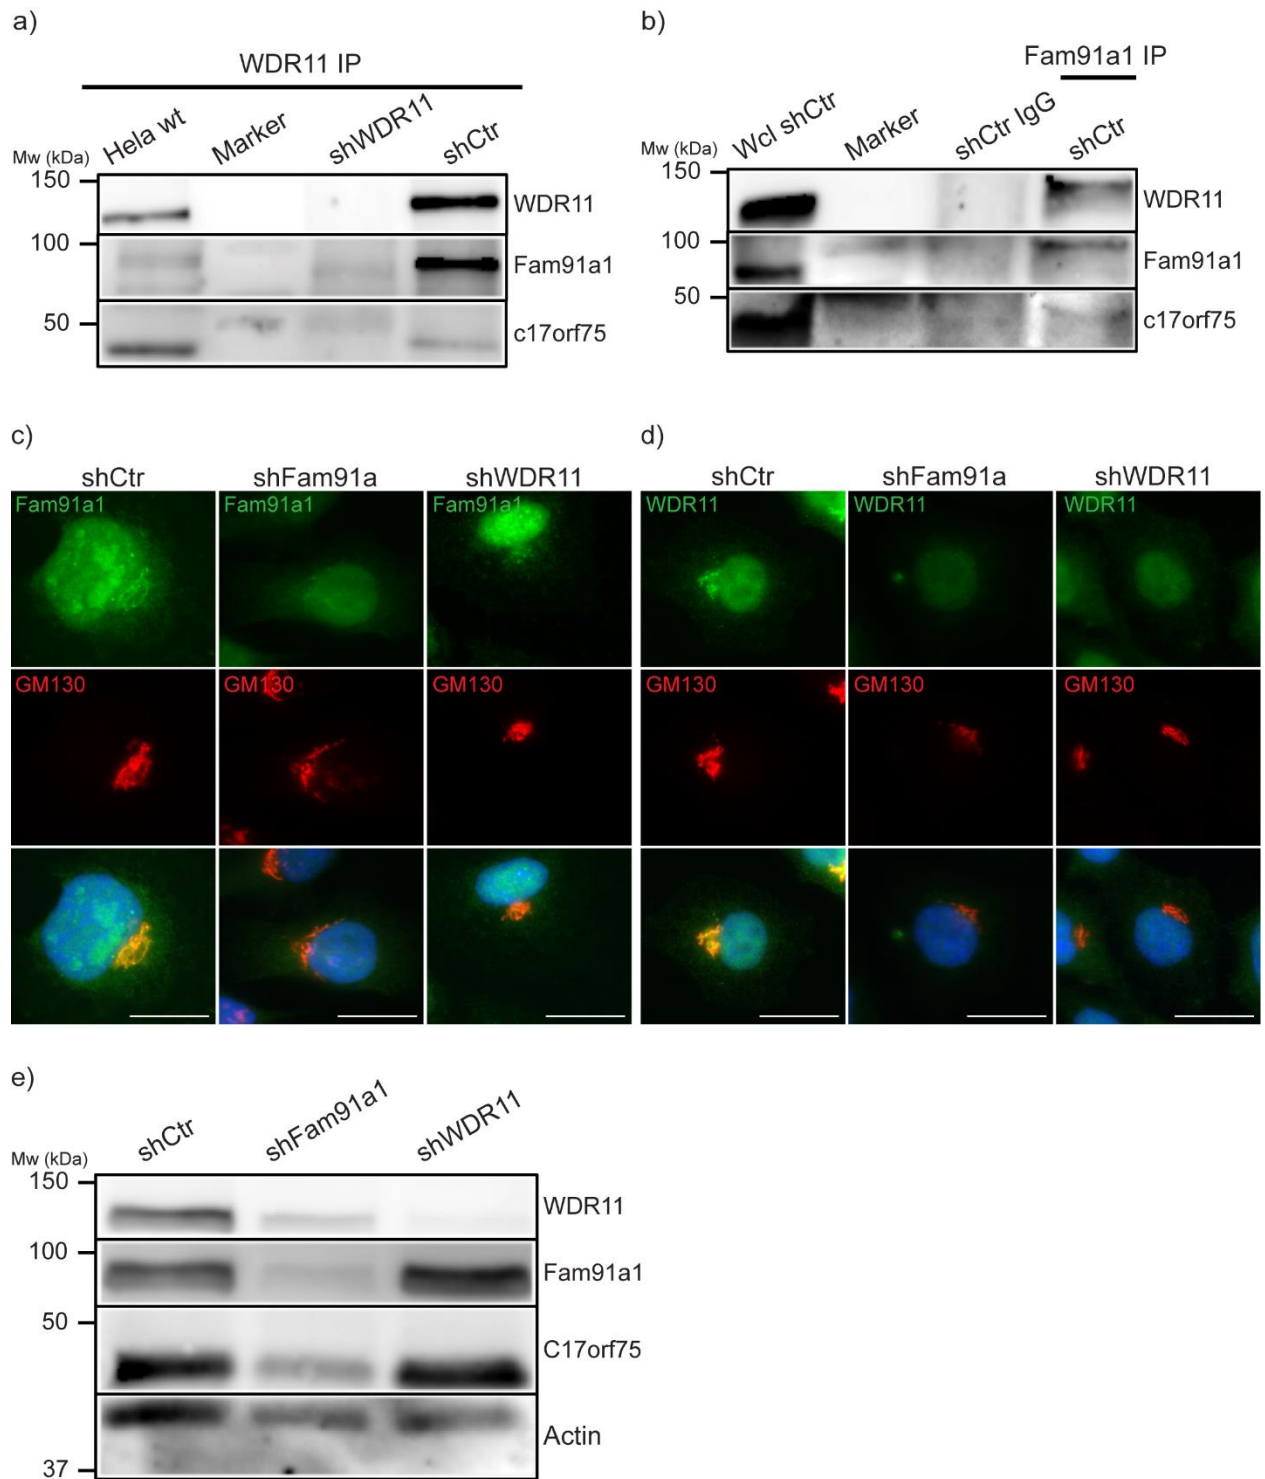 a)
WDR11 IP
Mw (kDa)
Hela wt
Marker
shWDR11
shCtr
150
WDR11
100
Fam91a1
50
c17orf75
b)
Fam91a1 IP
Mw (kDa)
Wcl shCtr
Marker
shCtr IgG
shCtr
150
WDR11
100
Fam91a1
50
c17orf75
c)
shCtr
shFam91a
shWDR11
Fam91a1
Fam91a1
Fam91a1
GM130
GM130
GM130
d)
shCtr
shFam91a
shWDR11
WDR11
WDR11
WDR11
GM130
GM130
GM130
e)
Mw (kDa)
shCtr
shFam91a1
shWDR11
150
WDR11
100
Fam91a1
50
C17orf75
Actin
37